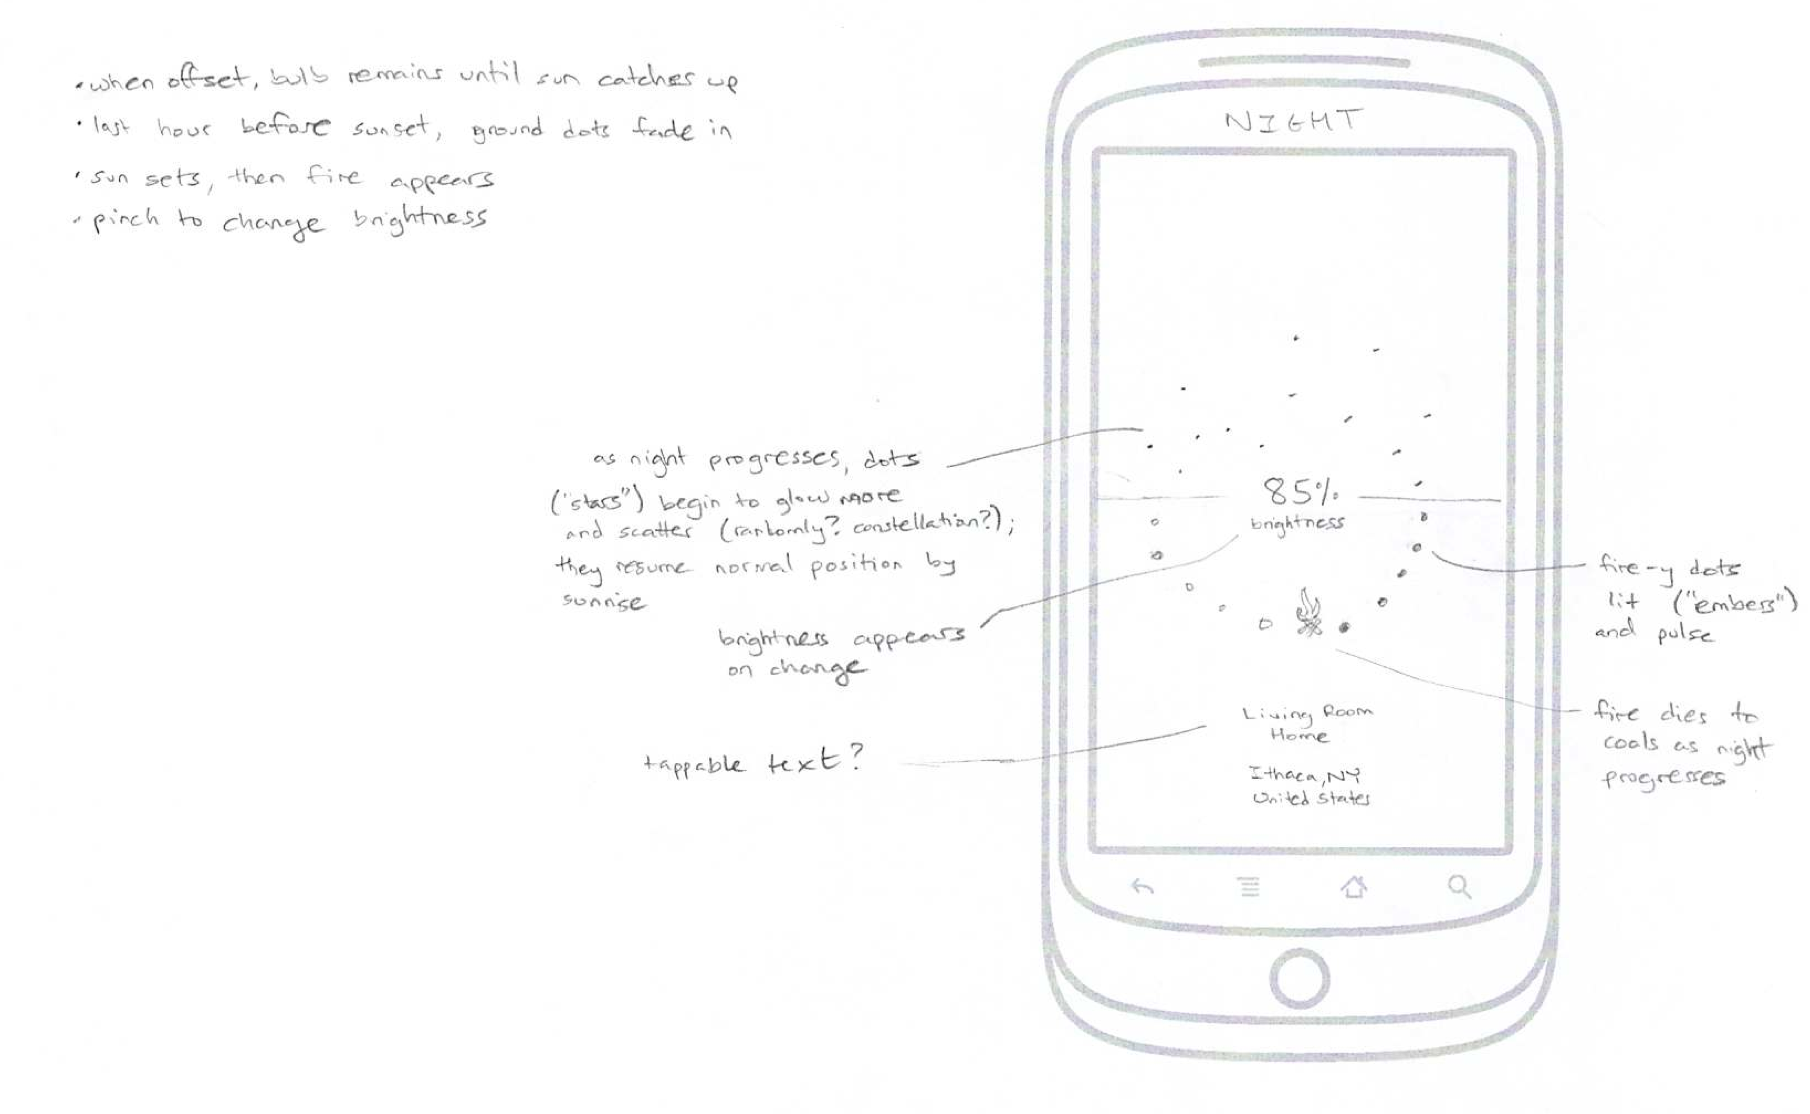 • when offset, bulb remains until sun catches up
• last hour before sunset, ground dots fade in
• sun sets, then fire appears
• pinch to change brightness
NIGHT
as night progresses, dots
("stars") begin to glow more
and scatter (randomly? constellation?);
they resume normal position by
sunrise
85%
brightness
brightness appears
on change
fire-y dots
lit ("embers")
and pulse
tappable text?
Living Room
Home
Ithaca, NY
United States
fire dies to
coals as night
progresses